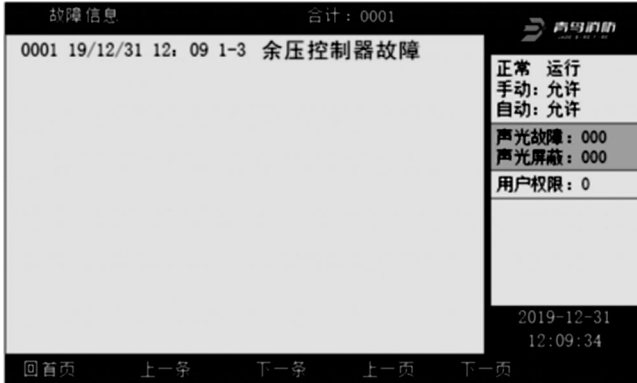 故障信息 合计：0001
0001 19/12/31 12：09 1-3 余压控制器故障
青鸟消防
正常 运行
手动：允许
自动：允许
声光故障：000
声光屏蔽：000
用户权限：0
2019-12-31
12:09:34
回首页 上一条 下一条 上一页 下一页